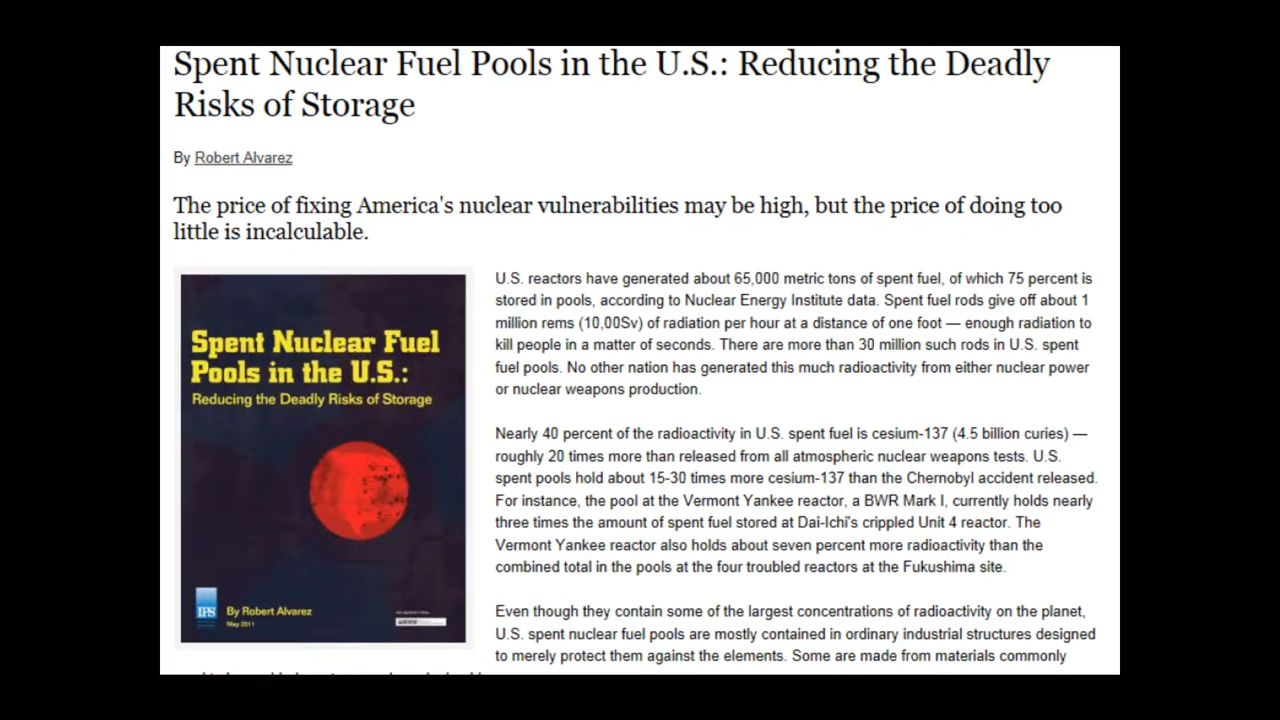 Spent Nuclear Fuel Pools in the U.S.: Reducing the Deadly
Risks of Storage
By Robert Alvarez
The price of fixing America's nuclear vulnerabilities may be high, but the price of doing too
little is incalculable.
Spent Nuclear Fuel
Pools in the U.S.:
Reducing the Deadly Risks of Storage
IPS
By Robert Alvarez
May 2011
U.S. reactors have generated about 65,000 metric tons of spent fuel, of which 75 percent is
stored in pools, according to Nuclear Energy Institute data. Spent fuel rods give off about 1
million rems (10,00Sv) of radiation per hour at a distance of one foot — enough radiation to
kill people in a matter of seconds. There are more than 30 million such rods in U.S. spent
fuel pools. No other nation has generated this much radioactivity from either nuclear power
or nuclear weapons production.
Nearly 40 percent of the radioactivity in U.S. spent fuel is cesium-137 (4.5 billion curies) —
roughly 20 times more than released from all atmospheric nuclear weapons tests. U.S.
spent pools hold about 15-30 times more cesium-137 than the Chernobyl accident released.
For instance, the pool at the Vermont Yankee reactor, a BWR Mark I, currently holds nearly
three times the amount of spent fuel stored at Dai-Ichi's crippled Unit 4 reactor. The
Vermont Yankee reactor also holds about seven percent more radioactivity than the
combined total in the pools at the four troubled reactors at the Fukushima site.
Even though they contain some of the largest concentrations of radioactivity on the planet,
U.S. spent nuclear fuel pools are mostly contained in ordinary industrial structures designed
to merely protect them against the elements. Some are made from materials commonly